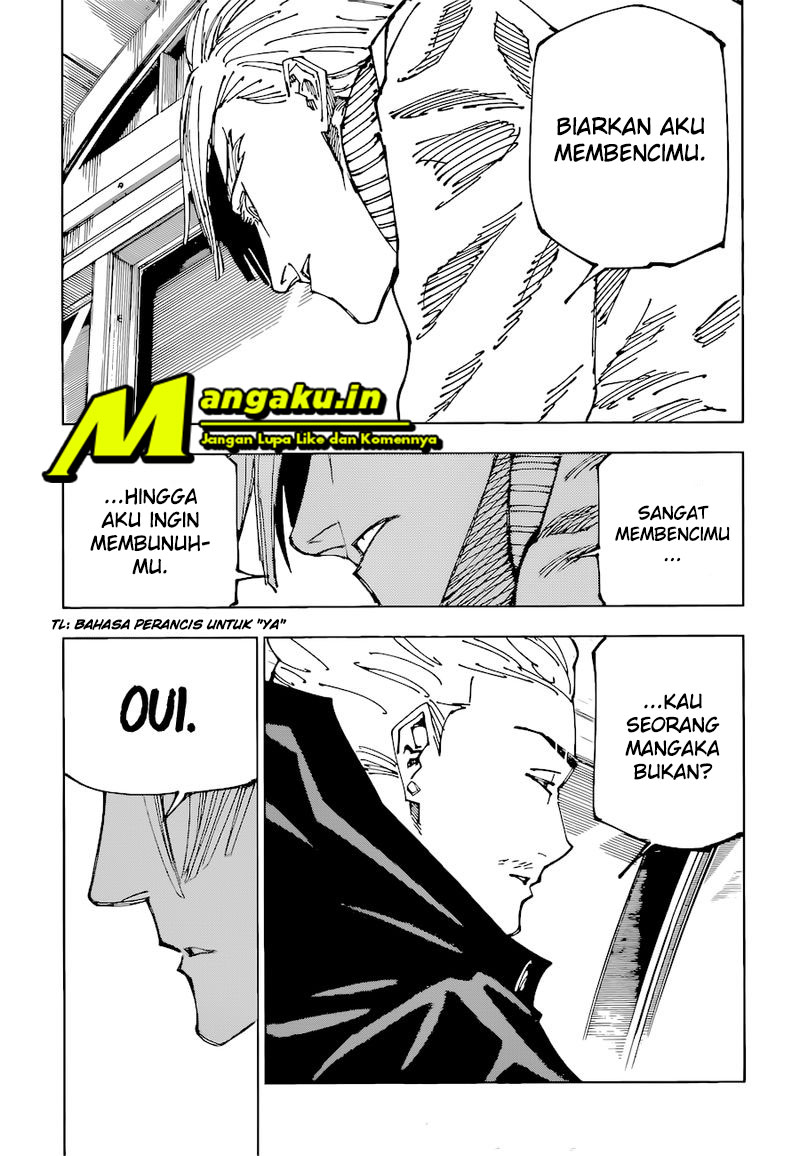 BIARKAN AKU
MEMBENCIMU.
Mangaku.in
Jangan Lupa Like dan Komennya
SANGAT
MEMBENCIMU
...
...HINGGA
AKU INGIN
MEMBUNUH-
MU.
TL: BAHASA PERANCIS UNTUK "YA"
...KAU
SEORANG
MANGAKA
BUKAN?
OUI.